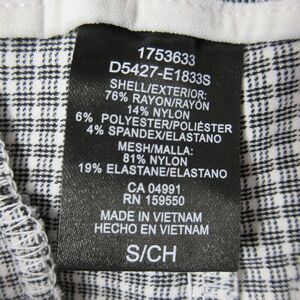 1753633
D5427-E1833S
SHELL/EXTERIOR:
76% RAYON/RAYÓN
14% NYLON
6% POLYESTER/POLIÉSTER
4% SPANDEX/ELASTANO
MESH/MALLA:
81% NYLON
19% ELASTANE/ELASTANO
CA 04991
RN 159550
MADE IN VIETNAM
HECHO EN VIETNAM
S/CH